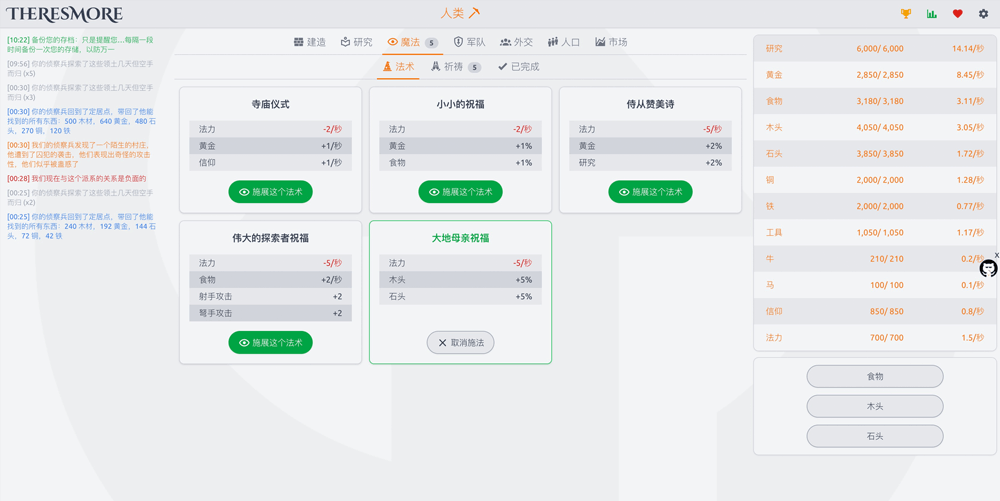 THERESMORE
人类
[10:22] 备份您的存档：只是提醒您....每隔一段
时间备份一次您的存储，以防万一
[09:56] 你的侦察兵探索了这些领土几天但空手
而归 (x5)
[00:30] 你的侦察兵探索了这些领土几天但空手
而归 (x3)
[00:30] 你的侦察兵回到了定居点，带回了他能
找到的所有东西：500 木材，640 黄金，480 石
头，270 铜，120 铁
[00:30] 我们的侦察兵发现了一个陌生的村庄，
他遭到了囚犯的袭击，他们表现出奇怪的攻击
性，他们似乎被蛊惑了
[00:28] 我们现在与这个派系的关系是负面的
[00:25] 你的侦察兵探索了这些领土几天但空手
而归 (x2)
[00:25] 你的侦察兵回到了定居点，带回了他能
找到的所有东西：240 木材，192 黄金，144 石
头，72 铜，42 铁
建造 研究 魔法 5 军队 外交 人口 市场
法术 祈祷 5 已完成
寺庙仪式
法力 -2/秒
黄金 +1/秒
信仰 +1/秒
施展这个法术
小小的祝福
法力 -2/秒
黄金 +1%
食物 +1%
施展这个法术
侍从赞美诗
法力 -5/秒
黄金 +2%
研究 +2%
施展这个法术
伟大的探索者祝福
法力 -5/秒
食物 +2/秒
射手攻击 +2
弩手攻击 +2
施展这个法术
大地母亲祝福
法力 -5/秒
木头 +5%
石头 +5%
取消施法
研究 6,000/ 6,000 14.14/秒
黄金 2,850/ 2,850 8.45/秒
食物 3,180/ 3,180 3.11/秒
木头 4,050/ 4,050 3.05/秒
石头 3,850/ 3,850 1.72/秒
铜 2,000/ 2,000 1.28/秒
铁 2,000/ 2,000 0.77/秒
工具 1,050/ 1,050 1.17/秒
牛 210/ 210 0.2/秒
马 100/ 100 0.1/秒
信仰 850/ 850 0.8/秒
法力 700/ 700 1.5/秒
X
食物
木头
石头